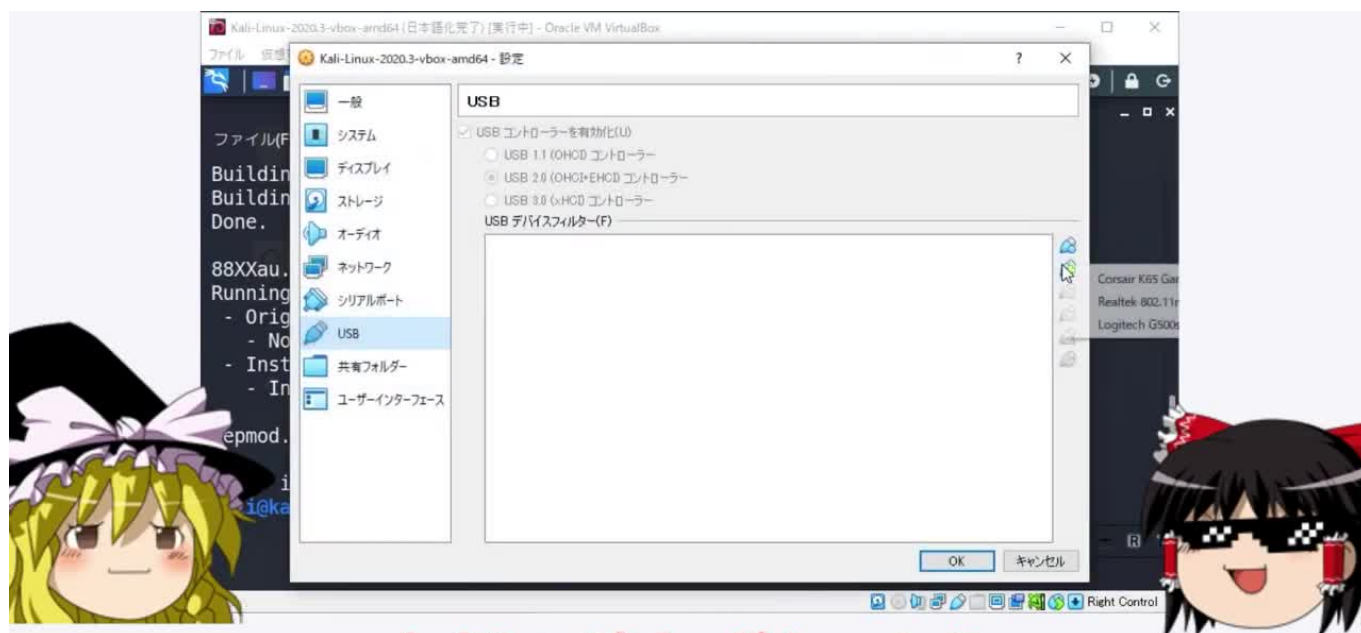 Kali-Linux-2020.3-vbox-amd64 (日本語化完了) [実行中] - Oracle VM VirtualBox
ファイル 仮想
Kali-Linux-2020.3-vbox-amd64 - 設定
一般
システム
ディスプレイ
ストレージ
オーディオ
ネットワーク
シリアルポート
USB
共有フォルダー
ユーザーインターフェース
USB
USB コントローラーを有効化(U)
USB 1.1 (OHCI) コントローラー
USB 2.0 (OHCI+EHCI) コントローラー
USB 3.0 (xHCI) コントローラー
USB デバイスフィルター(F)
OK
キャンセル
ファイル(F
Buildin
Buildin
Done.
88XXau.
Running
- Orig
- No
- Inst
- In
epmod.
i
i@ka
Corsair K65 Gar
Realtek 802.11r
Logitech G500s
R
Right Control